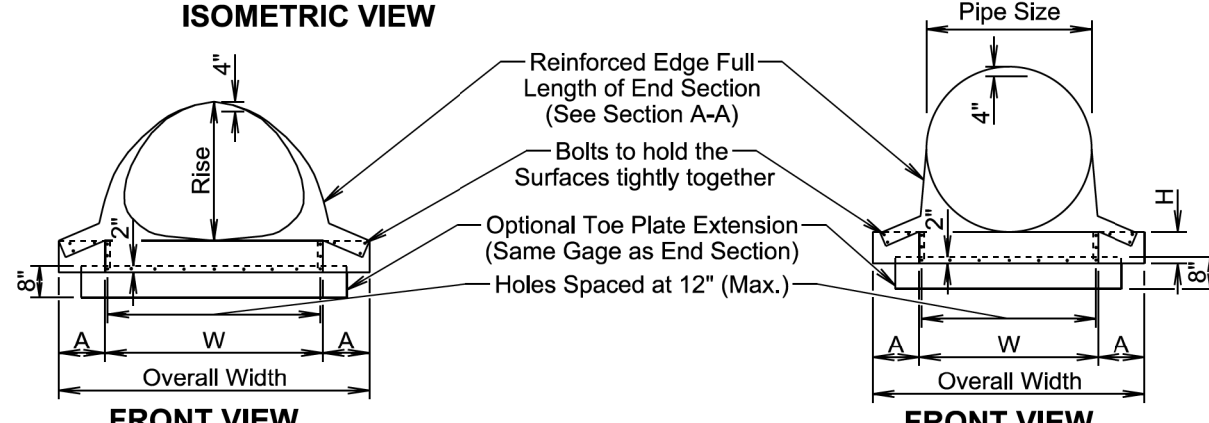 ISOMETRIC VIEW
Pipe Size
4"
Rise
2"
8"
A
W
A
Overall Width
FRONT VIEW
Reinforced Edge Full
Length of End Section
(See Section A-A)
Bolts to hold the
Surfaces tightly together
Optional Toe Plate Extension
(Same Gage as End Section)
Holes Spaced at 12" (Max.)
4"
2"
H
8"
A
W
A
Overall Width
FRONT VIEW